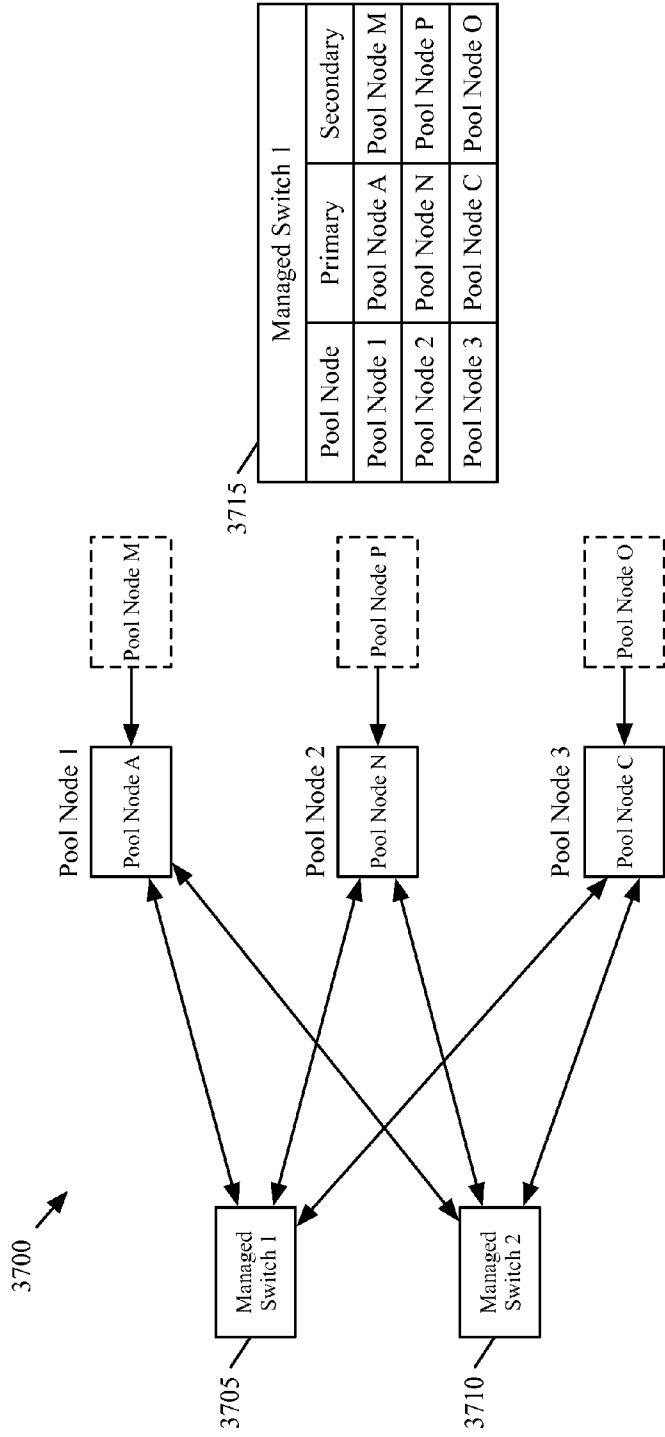 3700
3705
Managed
Switch 1
3710
Managed
Switch 2
Pool Node 1
Pool Node A
Pool Node M
Pool Node 2
Pool Node N
Pool Node P
Pool Node 3
Pool Node C
Pool Node O
3715
Managed Switch 1
Pool Node Primary Secondary
Pool Node 1 Pool Node A Pool Node M
Pool Node 2 Pool Node N Pool Node P
Pool Node 3 Pool Node C Pool Node O